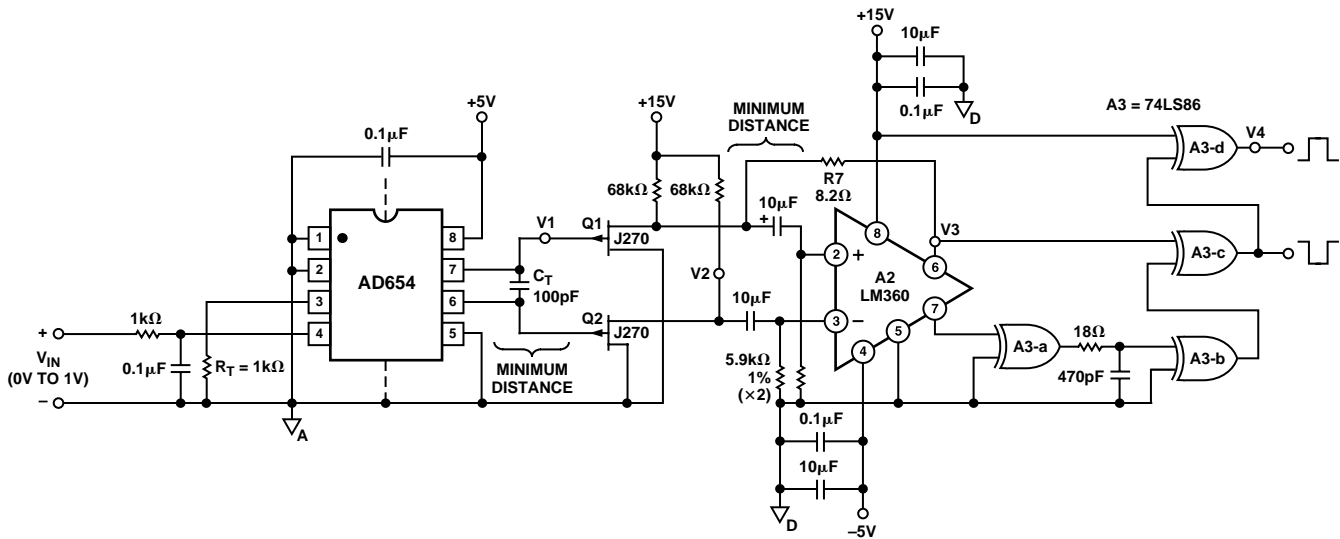 +15V
10μF
0.1μF
D
A3 = 74LS86
+5V
0.1μF
+15V
MINIMUM
DISTANCE
68kΩ
68kΩ
R7
8.2Ω
10μF
+
A3-d
V4
1
2
3
4
8
7
6
5
AD654
V1
C_T
100pF
Q1
J270
V2
Q2
J270
MINIMUM
DISTANCE
10μF
8
2
+
3
–
A2
LM360
6
7
5
4
V3
A3-c
A3-a
18Ω
470pF
A3-b
+
1kΩ
V_IN
(0V TO 1V)
–
0.1μF
R_T = 1kΩ
A
5.9kΩ
1%
(×2)
0.1μF
10μF
D
–5V